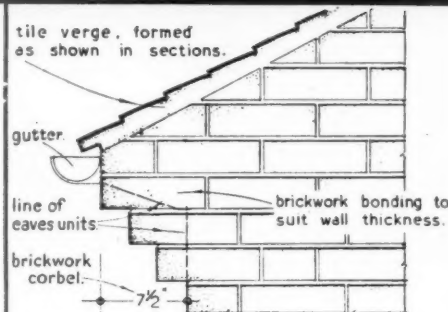 tile verge, formed
as shown in sections.
gutter.
line of
eaves units.
brickwork bonding to
suit wall thickness.
brickwork
corbel.
7½"